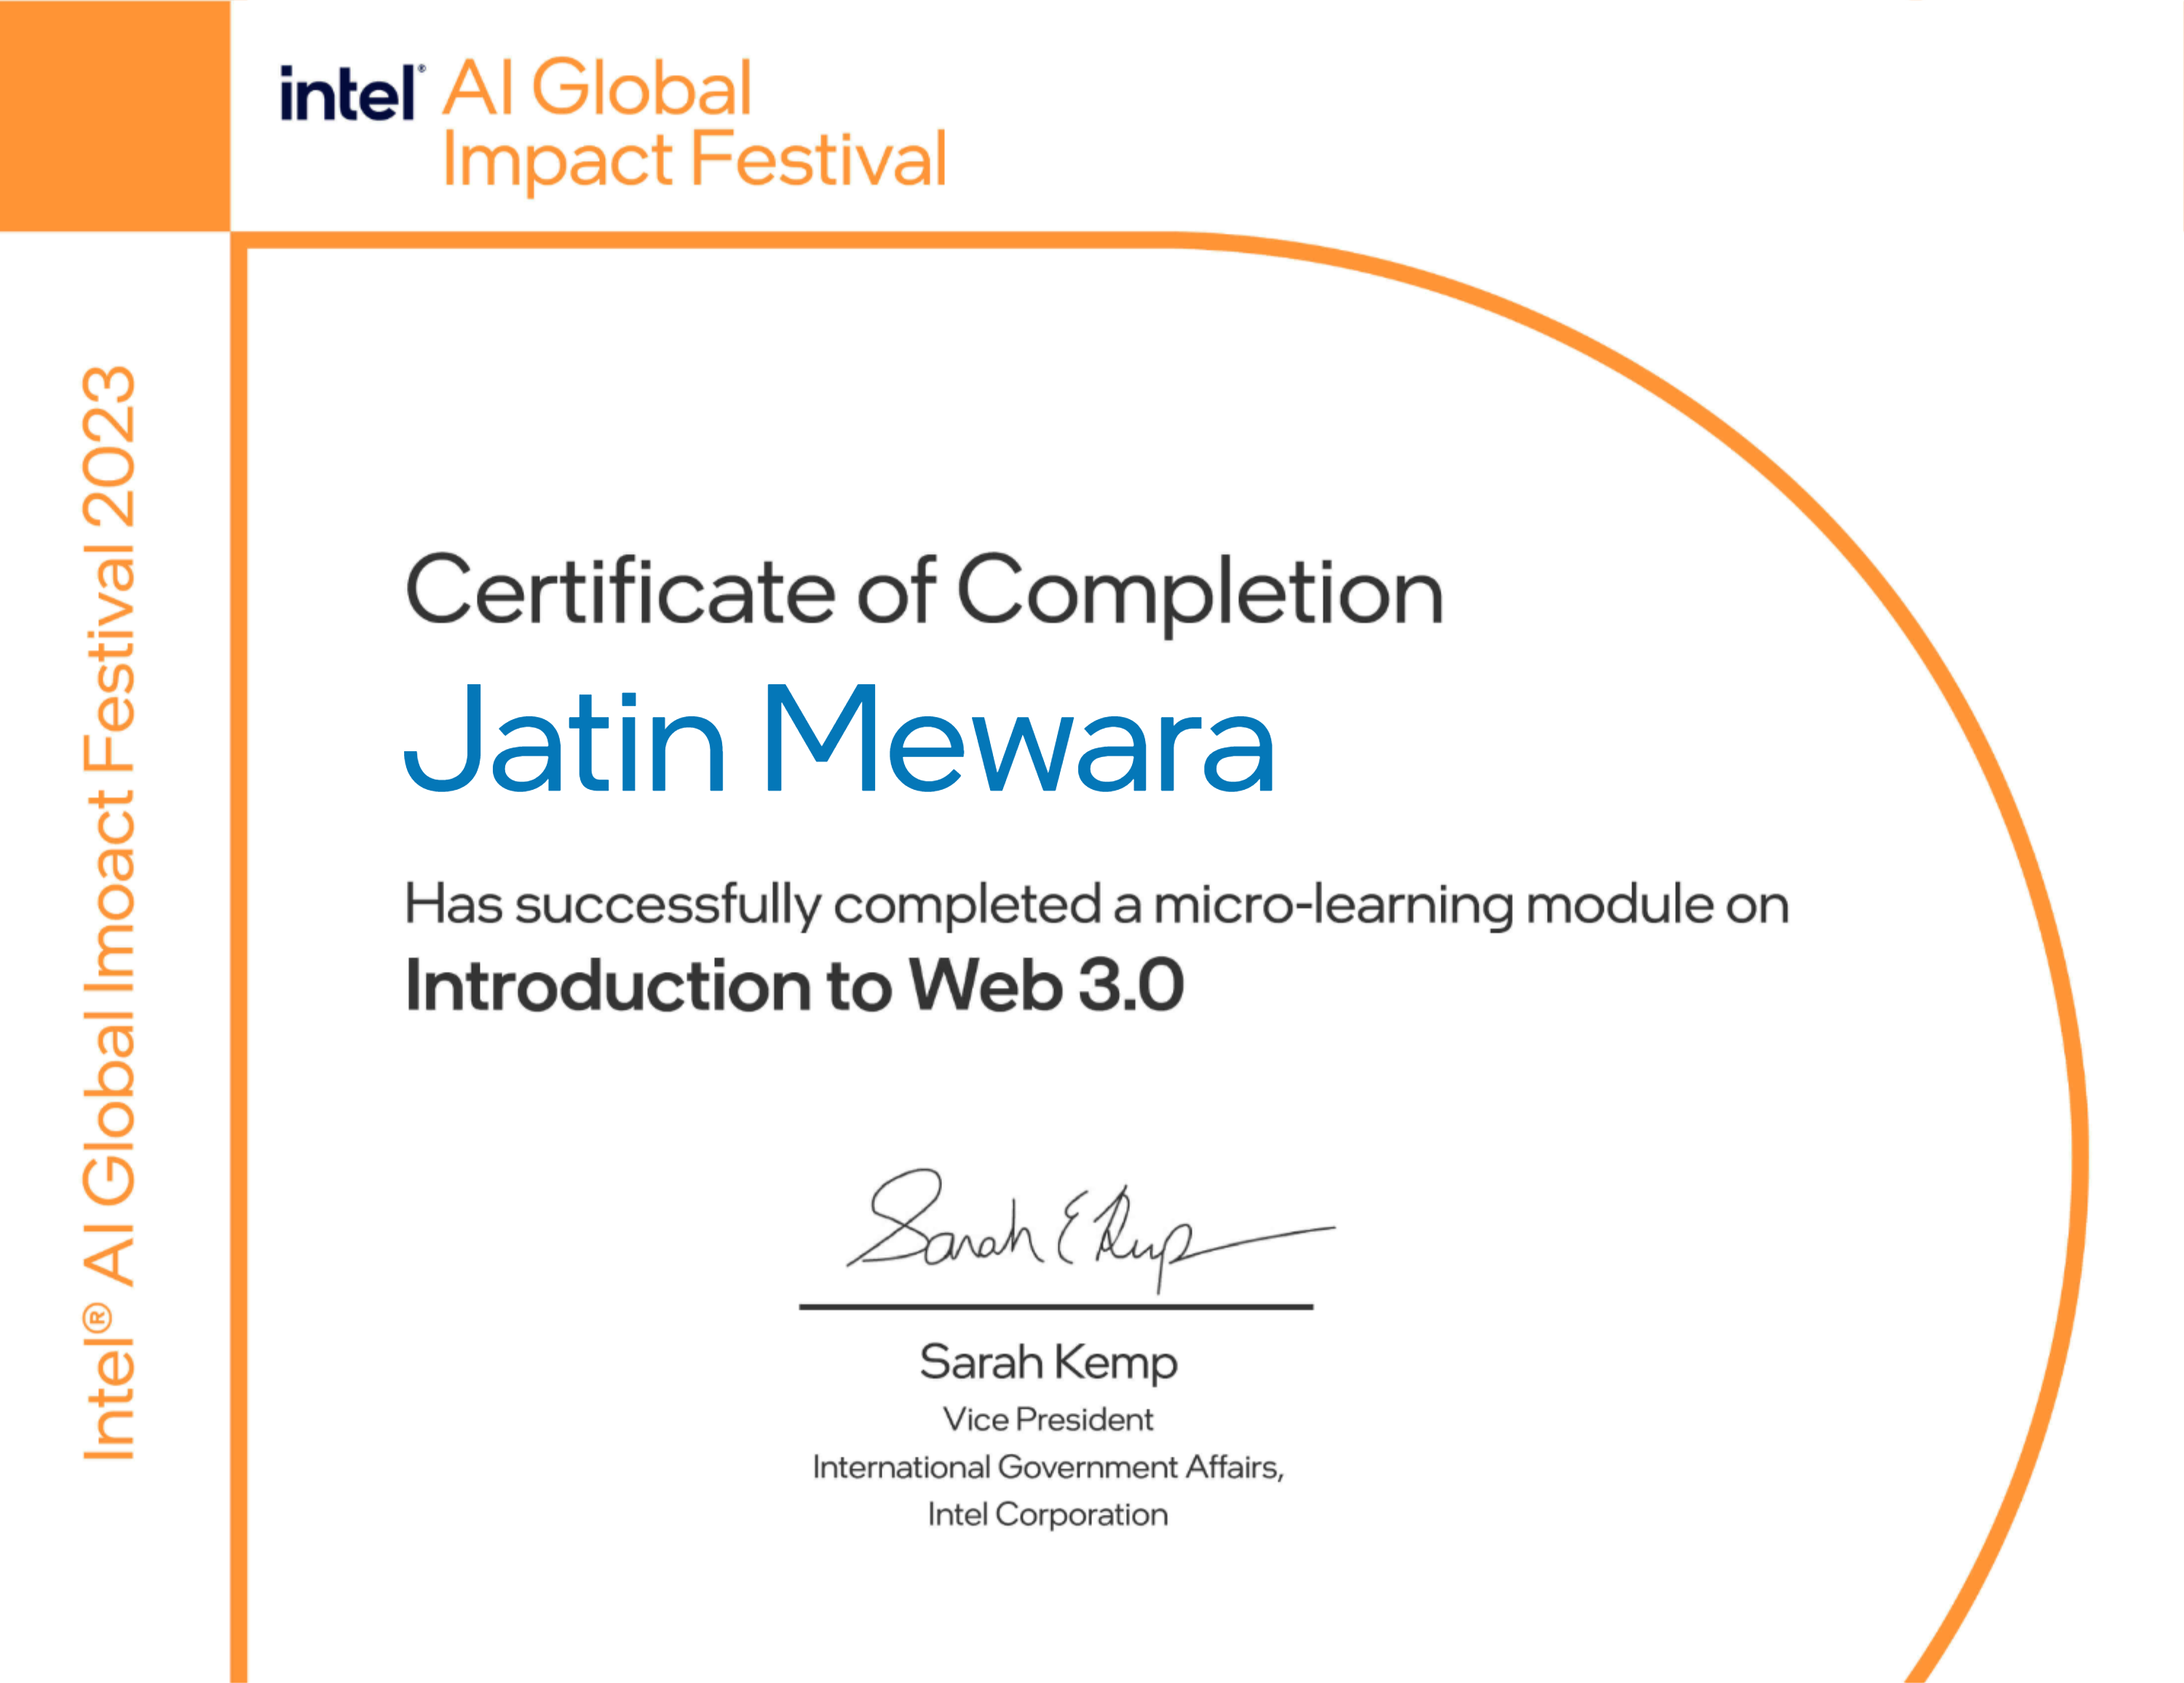 intel® AI Global
Impact Festival
Intel® AI Global Imoact Festival 2023
Certificate of Completion
Jatin Mewara
Has successfully completed a micro-learning module on
Introduction to Web 3.0
Sarah E Kemp
Sarah Kemp
Vice President
International Government Affairs,
Intel Corporation